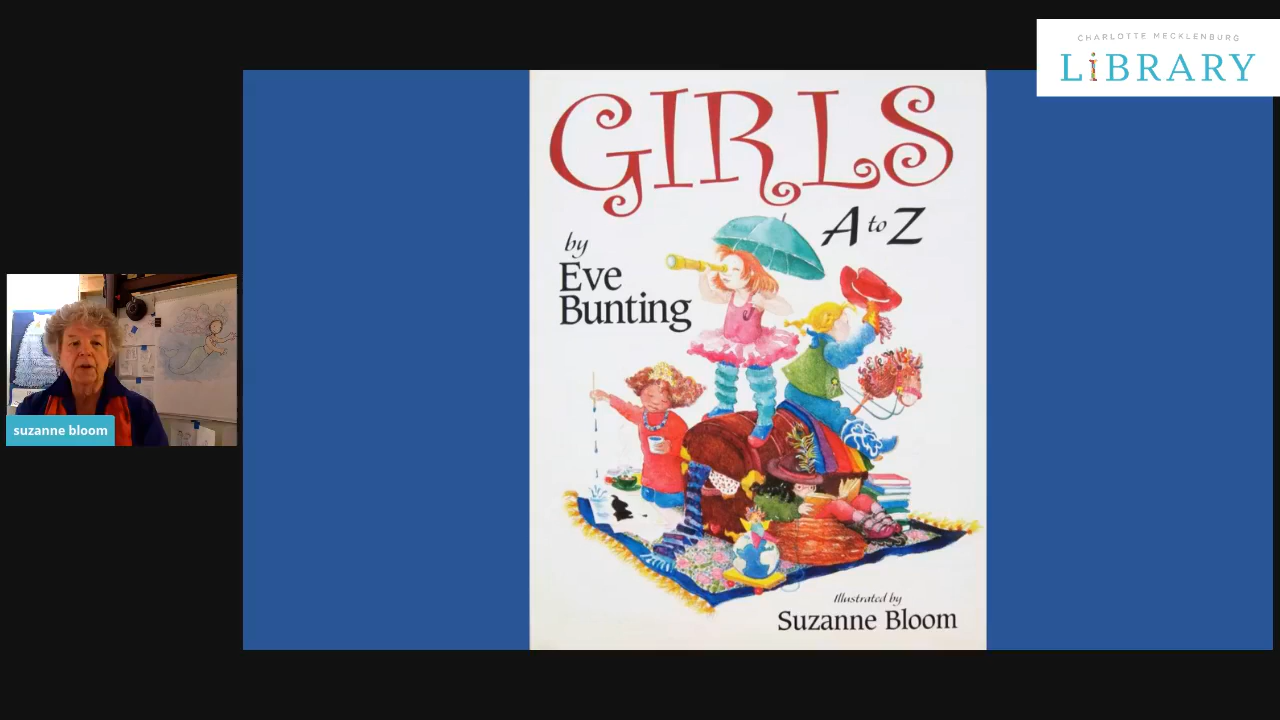 CHARLOTTE MECKLENBURG
LiBRARY
GIRLS
A to Z
by
Eve
Bunting
Illustrated by
Suzanne Bloom
suzanne bloom